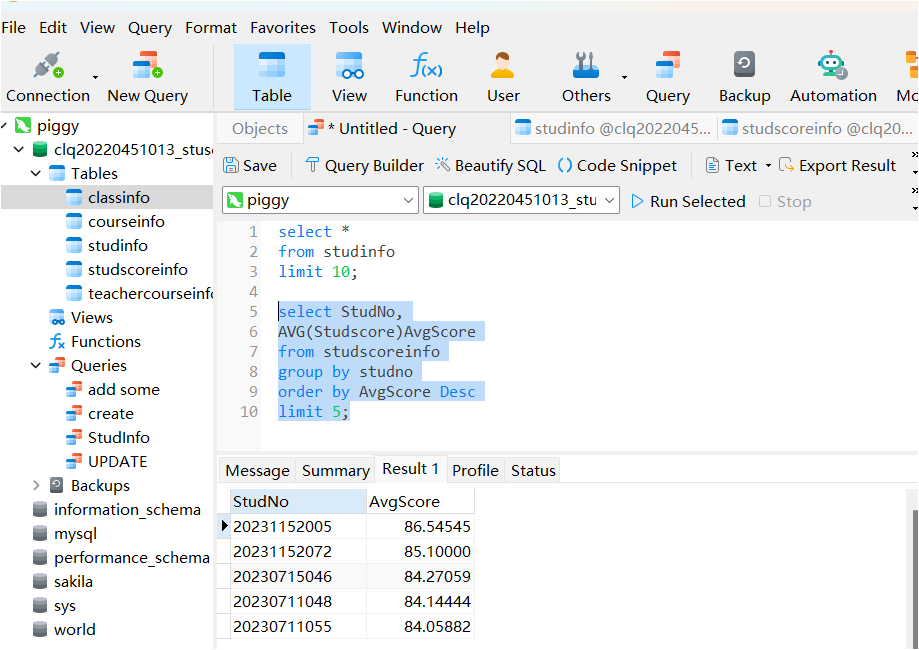 File Edit View Query Format Favorites Tools Window Help
Connection New Query Table View Function User Others Query Backup Automation Mo
piggy
clq20220451013_stuse
Tables
classinfo
courseinfo
studinfo
studscoreinfo
teachercourseinfo
Views
Functions
Queries
add some
create
StudInfo
UPDATE
Backups
information_schema
mysql
performance_schema
sakila
sys
world
Objects * Untitled - Query studinfo @clq2022045... studscoreinfo @clq20...
Save Query Builder Beautify SQL () Code Snippet Text Export Result
piggy clq20220451013_stu Run Selected Stop
1 select *
2 from studinfo
3 limit 10;
4
5 select StudNo,
6 AVG(Studscore)AvgScore
7 from studscoreinfo
8 group by studno
9 order by AvgScore Desc
10 limit 5;
Message Summary Result 1 Profile Status
StudNo AvgScore
20231152005 86.54545
20231152072 85.10000
20230715046 84.27059
20230711048 84.14444
20230711055 84.05882